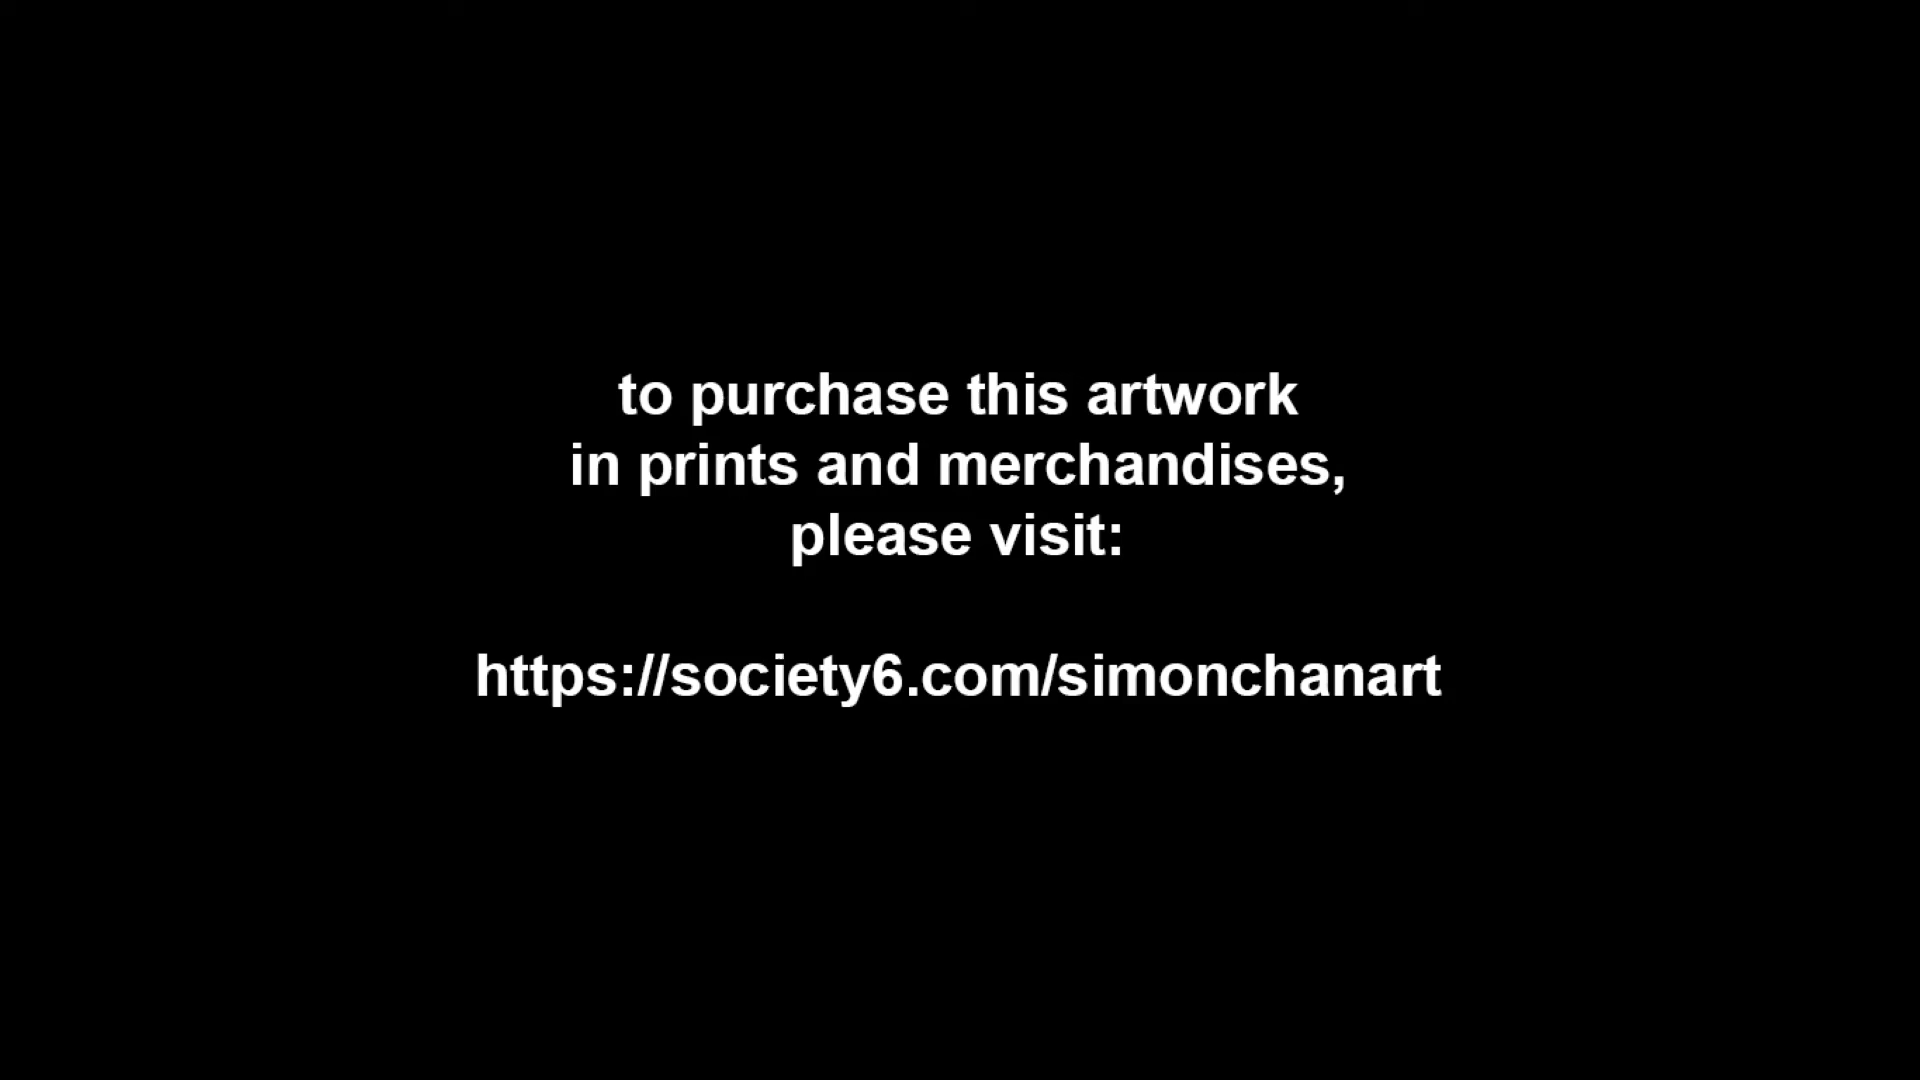 to purchase this artwork
in prints and merchandises,
please visit:
https://society6.com/simonchanart